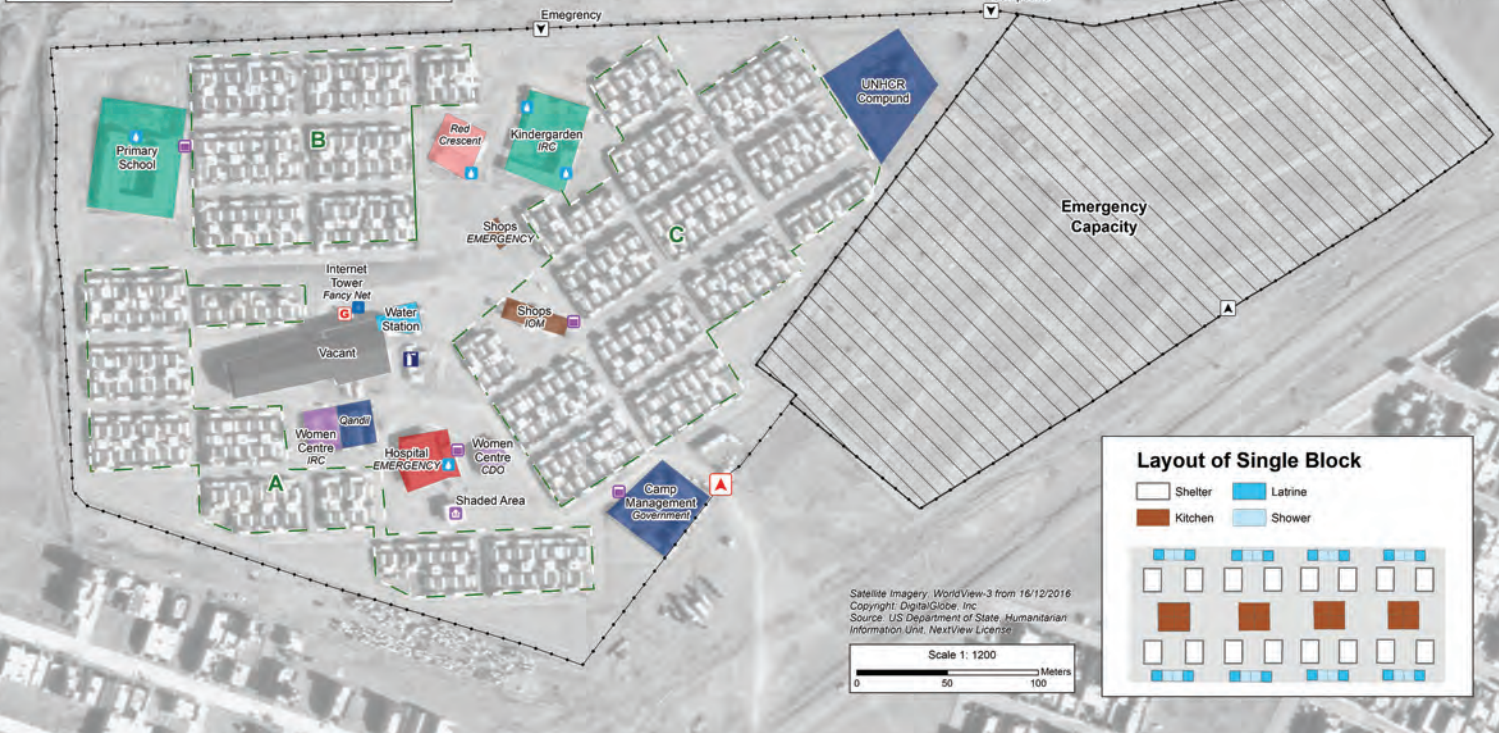 Emegrency
UNHCR
Compund
B
Red
Crescent
Kindergarden
IRC
Primary
School
Emergency
Capacity
Shops
EMERGENCY
C
Internet
Tower
Fancy Net
G
Water
Station
Shops
IOM
Vacant
Qandil
Women
Centre
IRC
Hospital
EMERGENCY
Women
Centre
CDO
A
Shaded Area
Camp
Management
Government
Layout of Single Block
Shelter
Latrine
Kitchen
Shower
Satellite Imagery: WorldView-3 from 16/12/2016
Copyright: DigitalGlobe, Inc
Source: US Department of State, Humanitarian
Information Unit, NextView License
Scale 1: 1200
Meters
0 50 100